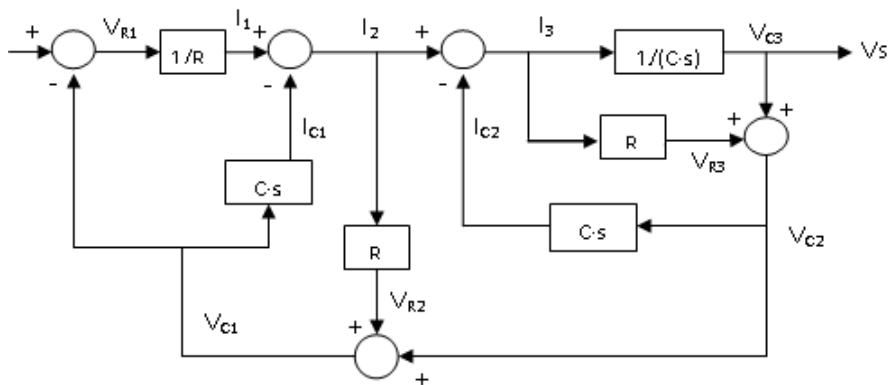 + V_R1 I_1 + I_2 + I_3 V_C3 V_S
1/R 1/(C·s)
- - - + +
I_C1 I_C2 R V_R3
C·s C·s V_C2
R
V_R2
V_C1 +
+